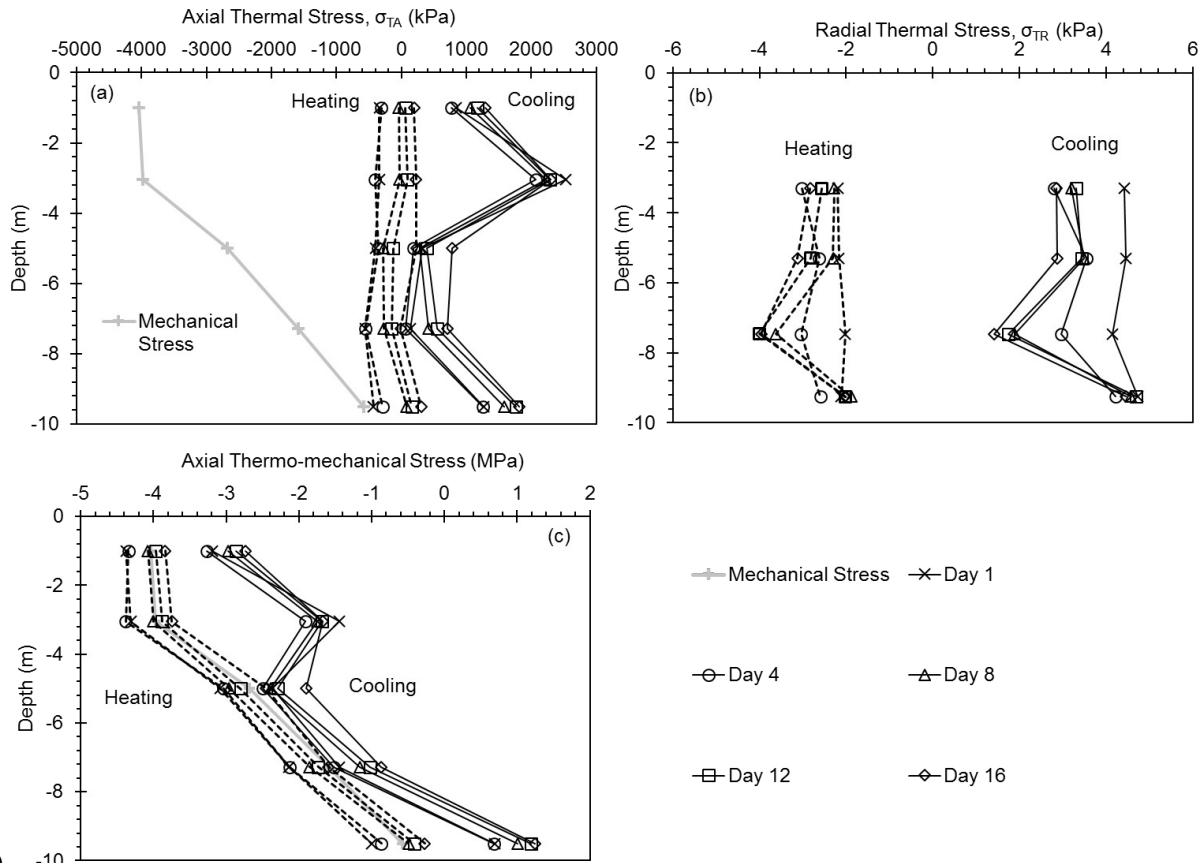 Axial Thermal Stress, σTA (kPa)
-5000 -4000 -3000 -2000 -1000 0 1000 2000 3000
0
-2
-4
-6
-8
-10
Depth (m)
(a)
Heating
Cooling
Mechanical
Stress
Radial Thermal Stress, σTR (kPa)
-6 -4 -2 0 2 4 6
0
-2
-4
-6
-8
-10
Depth (m)
(b)
Heating
Cooling
Axial Thermo-mechanical Stress (MPa)
-5 -4 -3 -2 -1 0 1 2
0
-2
-4
-6
-8
-10
Depth (m)
(c)
Heating
Cooling
Mechanical Stress
Day 1
Day 4
Day 8
Day 12
Day 16